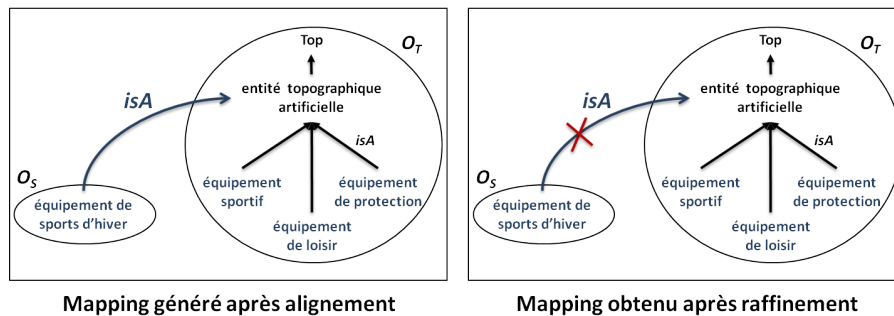 Top
O_T
entité topographique
artificielle
isA
isA
O_S
équipement de
sports d'hiver
équipement
sportif
équipement
de protection
équipement
de loisir
Mapping généré après alignement
Top
O_T
entité topographique
artificielle
isA
isA
O_S
équipement de
sports d'hiver
équipement
sportif
équipement
de protection
équipement
de loisir
Mapping obtenu après raffinement